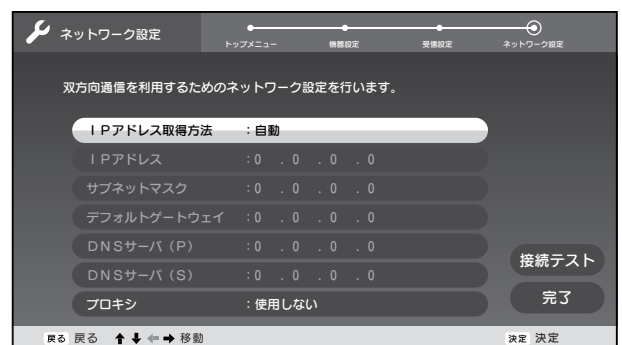 ネットワーク設定
トップメニュー 機器設定 受信設定 ネットワーク設定
双方向通信を利用するためのネットワーク設定を行います。
ＩＰアドレス取得方法 ：自動
ＩＰアドレス ：０ ．０ ．０ ．０
サブネットマスク ：０ ．０ ．０ ．０
デフォルトゲートウェイ ：０ ．０ ．０ ．０
ＤＮＳサーバ（Ｐ） ：０ ．０ ．０ ．０
ＤＮＳサーバ（Ｓ） ：０ ．０ ．０ ．０
プロキシ ：使用しない
接続テスト
完了
戻る 戻る ↑ ↓ ← → 移動 決定 決定